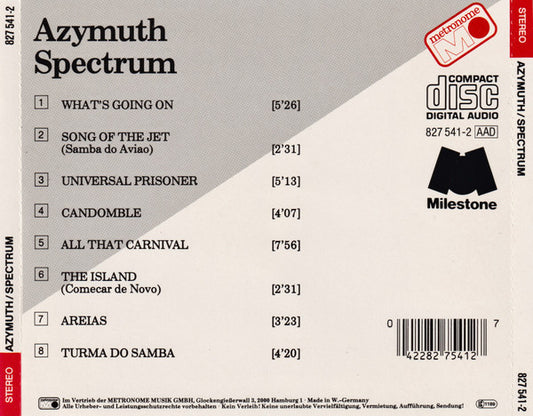 827 541-2
STEREO
AZYMUTH/SPECTRUM
Azymuth
Spectrum
1 WHAT'S GOING ON [5'26]
2 SONG OF THE JET
(Samba do Aviao) [2'31]
3 UNIVERSAL PRISONER [5'13]
4 CANDOMBLE [4'07]
5 ALL THAT CARNIVAL [7'56]
6 THE ISLAND
(Comecar de Novo) [2'31]
7 AREIAS [3'23]
8 TURMA DO SAMBA [4'20]
metronome
M
COMPACT
disc
DIGITAL AUDIO
827 541-2 AAD
M
Milestone
0 42282 75412 7
Im Vertrieb der METRONOME MUSIK GMBH, Glockengießerwall 3, 2000 Hamburg 1 · Made in W.-Germany
Alle Urheber- und Leistungsschutzrechte vorbehalten · Kein Verleih! Keine unerlaubte Vervielfältigung, Vermietung, Aufführung, Sendung!
STEREO
AZYMUTH/SPECTRUM
827 541-2